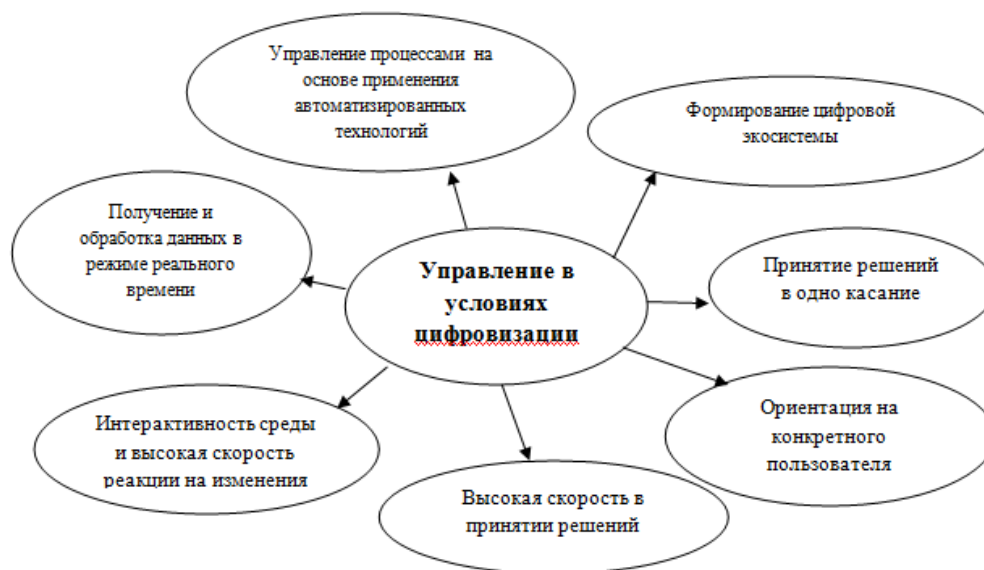 Управление процессами на
основе применения
автоматизированных
технологий
Формирование цифровой
экосистемы
Получение и
обработка данных в
режиме реального
времени
Управление в
условиях
цифровизации
Принятие решений
в одно касание
Интерактивность среды
и высокая скорость
реакции на изменения
Ориентация на
конкретного
пользователя
Высокая скорость в
принятии решений